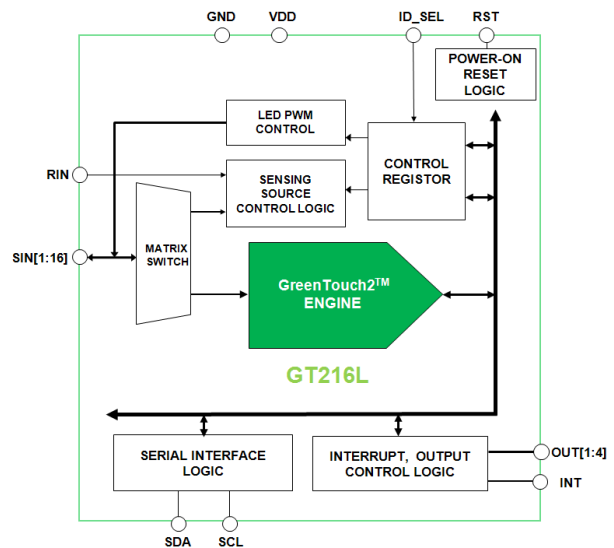 GND
VDD
ID_SEL
RST
POWER-ON
RESET
LOGIC
LED PWM
CONTROL
CONTROL
REGISTOR
RIN
SENSING
SOURCE
CONTROL LOGIC
SIN[1:16]
MATRIX
SWITCH
GreenTouch2™
ENGINE
GT216L
SERIAL INTERFACE
LOGIC
INTERRUPT, OUTPUT
CONTROL LOGIC
OUT[1:4]
INT
SDA
SCL